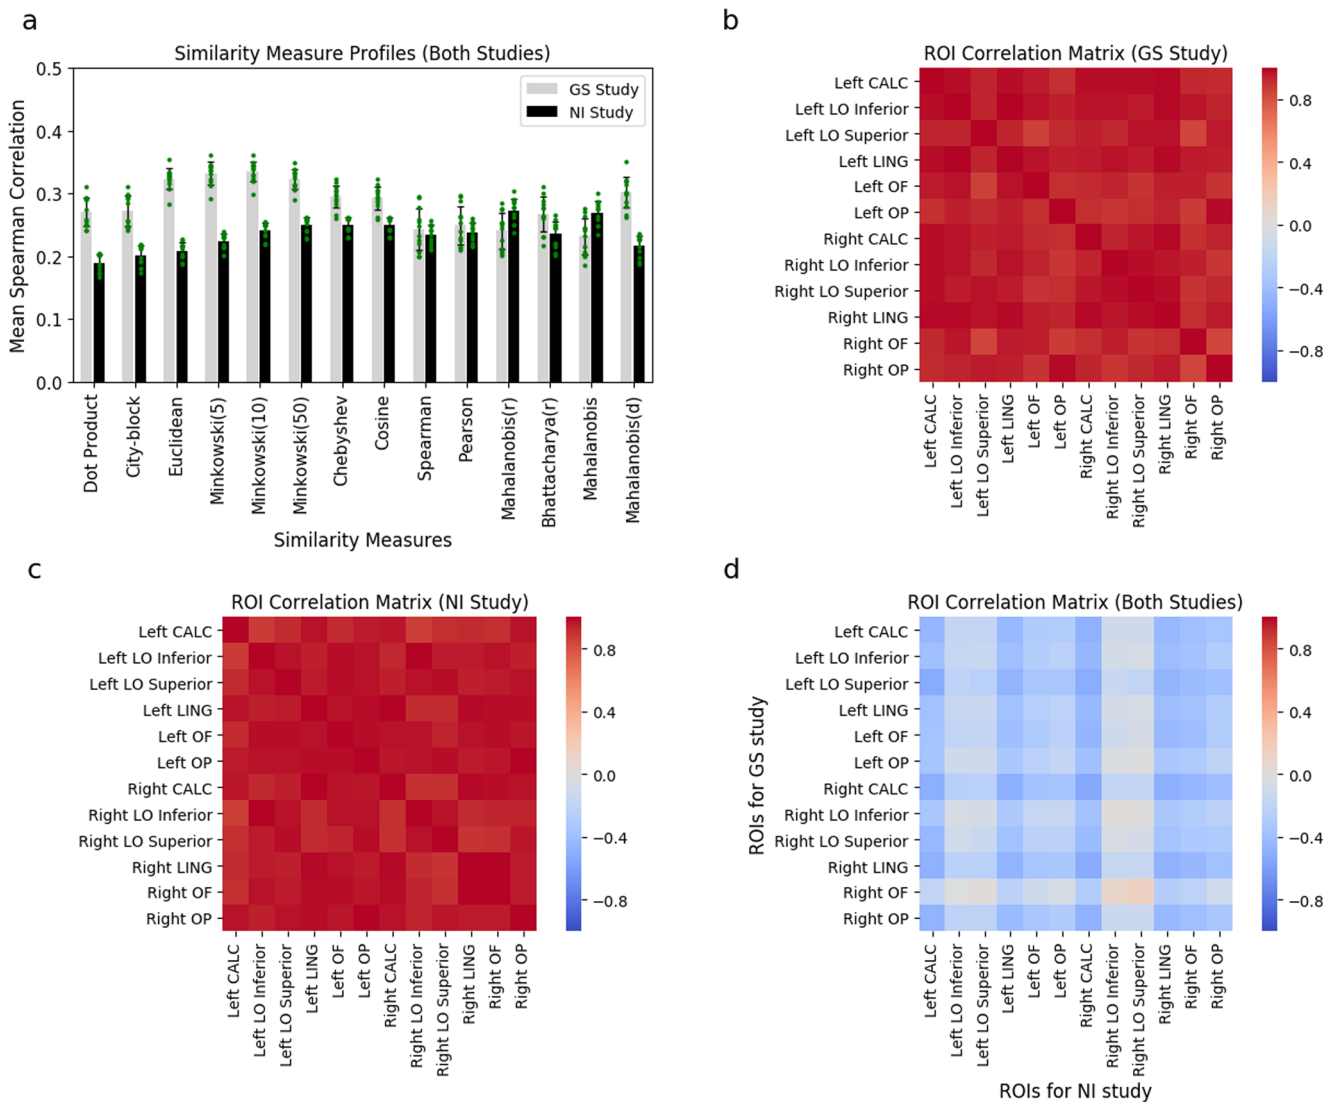 a
Similarity Measure Profiles (Both Studies)
Mean Spearman Correlation
0.5
0.4
0.3
0.2
0.1
0.0
GS Study
NI Study
Dot Product
City-block
Euclidean
Minkowski(5)
Minkowski(10)
Minkowski(50)
Chebyshev
Cosine
Spearman
Pearson
Mahalanobis(r)
Bhattacharya(r)
Mahalanobis
Mahalanobis(d)
Similarity Measures
b
ROI Correlation Matrix (GS Study)
Left CALC
Left LO Inferior
Left LO Superior
Left LING
Left OF
Left OP
Right CALC
Right LO Inferior
Right LO Superior
Right LING
Right OF
Right OP
Left CALC
Left LO Inferior
Left LO Superior
Left LING
Left OF
Left OP
Right CALC
Right LO Inferior
Right LO Superior
Right LING
Right OF
Right OP
0.8
0.4
0.0
−0.4
−0.8
c
ROI Correlation Matrix (NI Study)
Left CALC
Left LO Inferior
Left LO Superior
Left LING
Left OF
Left OP
Right CALC
Right LO Inferior
Right LO Superior
Right LING
Right OF
Right OP
Left CALC
Left LO Inferior
Left LO Superior
Left LING
Left OF
Left OP
Right CALC
Right LO Inferior
Right LO Superior
Right LING
Right OF
Right OP
0.8
0.4
0.0
−0.4
−0.8
d
ROI Correlation Matrix (Both Studies)
ROIs for GS study
Left CALC
Left LO Inferior
Left LO Superior
Left LING
Left OF
Left OP
Right CALC
Right LO Inferior
Right LO Superior
Right LING
Right OF
Right OP
Left CALC
Left LO Inferior
Left LO Superior
Left LING
Left OF
Left OP
Right CALC
Right LO Inferior
Right LO Superior
Right LING
Right OF
Right OP
ROIs for NI study
0.8
0.4
0.0
−0.4
−0.8